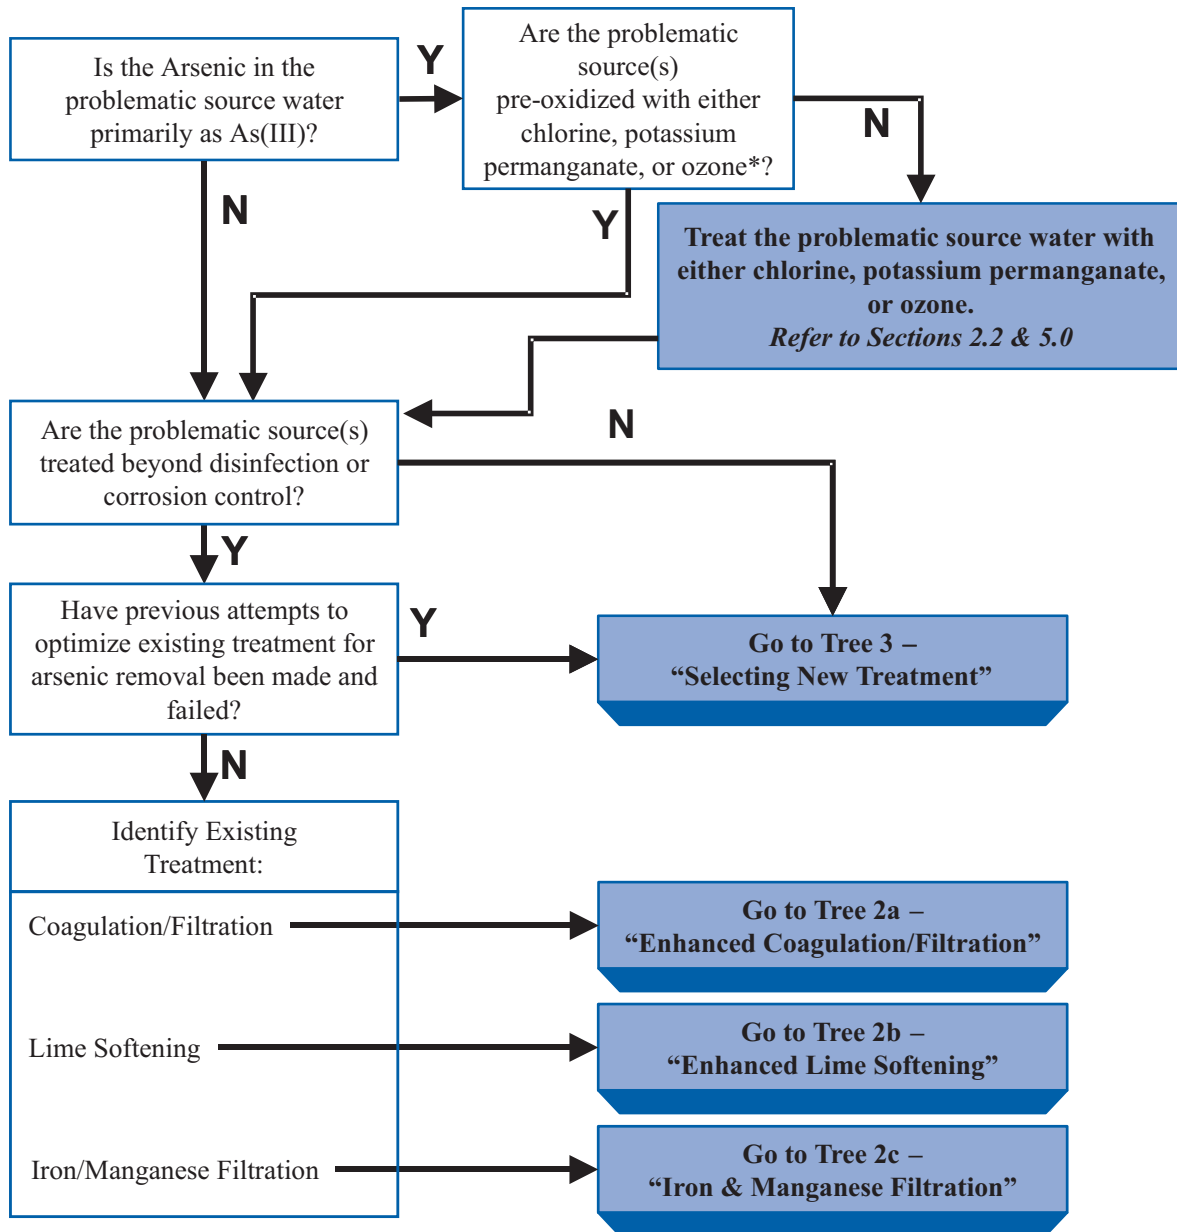 Is the Arsenic in the
problematic source water
primarily as As(III)?
Y
Are the problematic
source(s)
pre-oxidized with either
chlorine, potassium
permanganate, or ozone*?
N
N
Y
Treat the problematic source water with
either chlorine, potassium permanganate,
or ozone.
Refer to Sections 2.2 & 5.0
Are the problematic source(s)
treated beyond disinfection or
corrosion control?
N
Y
Have previous attempts to
optimize existing treatment for
arsenic removal been made and
failed?
Y
Go to Tree 3 –
“Selecting New Treatment”
N
Identify Existing
Treatment:
Coagulation/Filtration
Go to Tree 2a –
“Enhanced Coagulation/Filtration”
Lime Softening
Go to Tree 2b –
“Enhanced Lime Softening”
Iron/Manganese Filtration
Go to Tree 2c –
“Iron & Manganese Filtration”